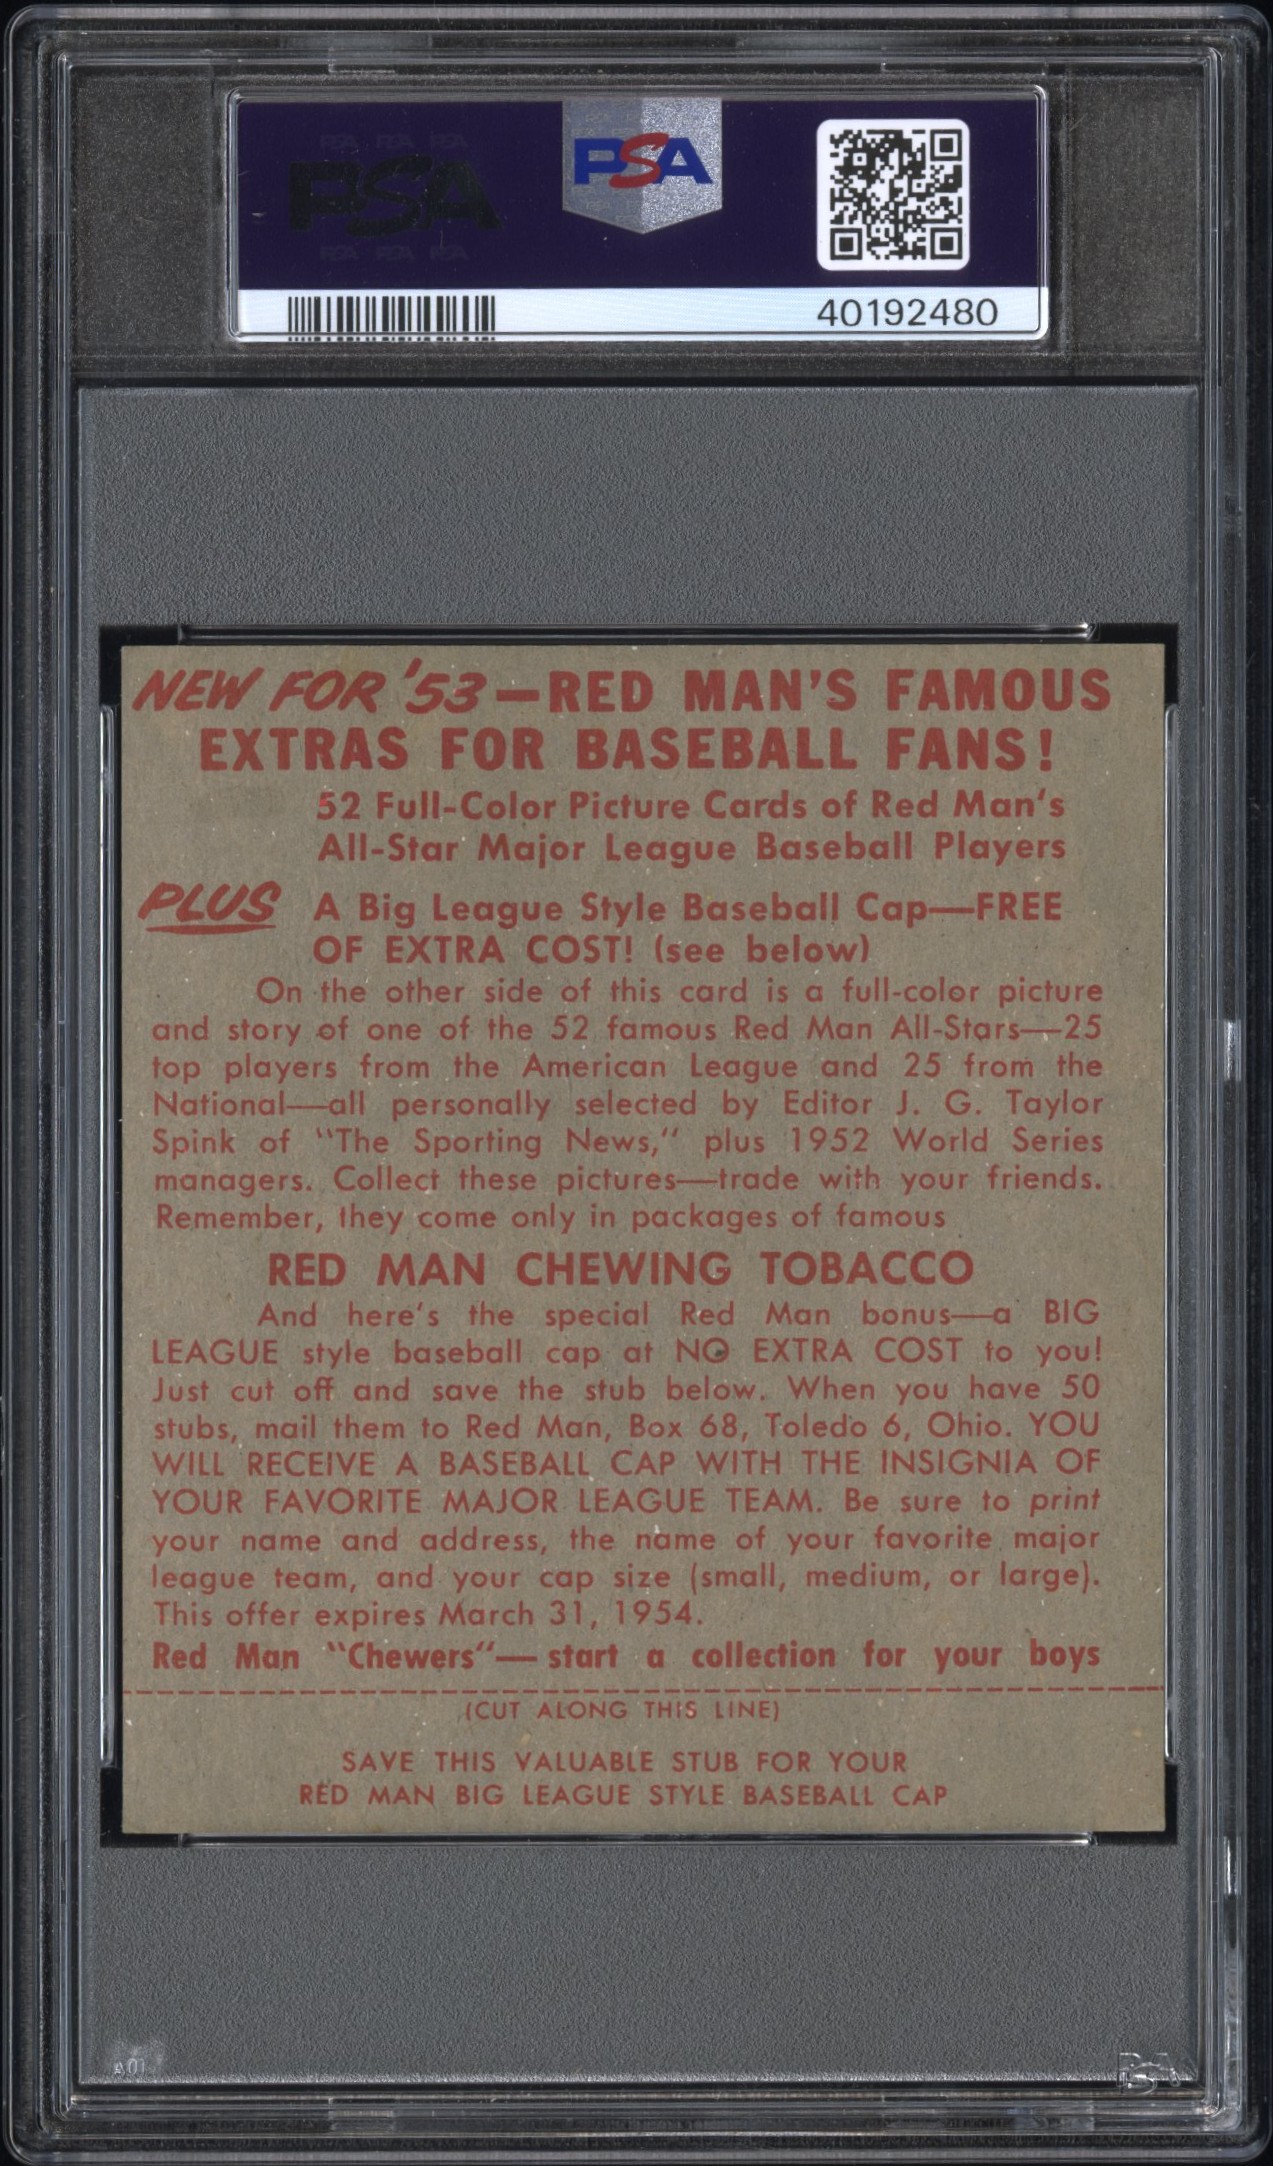 PSA PSA PSA
PSA
PSA PSA PSA
PSA
40192480
NEW FOR '53—RED MAN'S FAMOUS
EXTRAS FOR BASEBALL FANS!
52 Full-Color Picture Cards of Red Man's
All-Star Major League Baseball Players
PLUS A Big League Style Baseball Cap—FREE
OF EXTRA COST! (see below)
On the other side of this card is a full-color picture
and story of one of the 52 famous Red Man All-Stars—25
top players from the American League and 25 from the
National—all personally selected by Editor J. G. Taylor
Spink of "The Sporting News," plus 1952 World Series
managers. Collect these pictures—trade with your friends.
Remember, they come only in packages of famous
RED MAN CHEWING TOBACCO
And here's the special Red Man bonus—a BIG
LEAGUE style baseball cap at NO EXTRA COST to you!
Just cut off and save the stub below. When you have 50
stubs, mail them to Red Man, Box 68, Toledo 6, Ohio. YOU
WILL RECEIVE A BASEBALL CAP WITH THE INSIGNIA OF
YOUR FAVORITE MAJOR LEAGUE TEAM. Be sure to print
your name and address, the name of your favorite major
league team, and your cap size (small, medium, or large).
This offer expires March 31, 1954.
Red Man "Chewers"—start a collection for your boys
(CUT ALONG THIS LINE)
SAVE THIS VALUABLE STUB FOR YOUR
RED MAN BIG LEAGUE STYLE BASEBALL CAP
A01
PSA